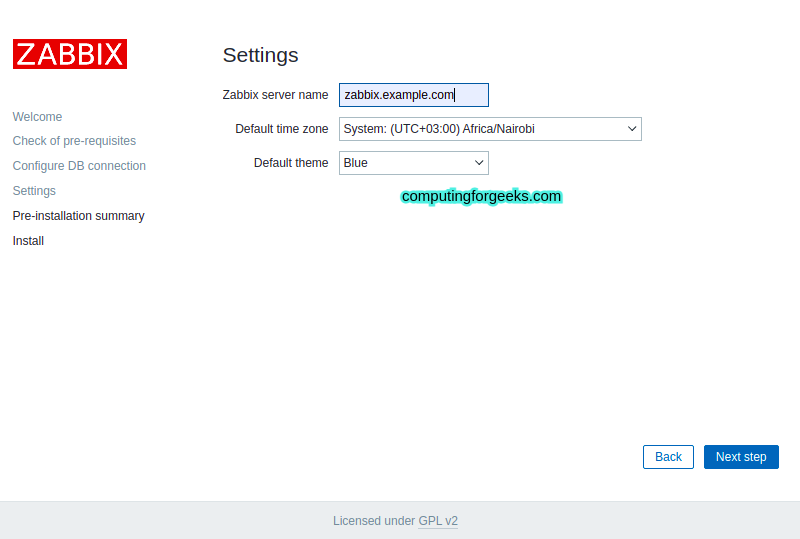 ZABBIX
Welcome
Check of pre-requisites
Configure DB connection
Settings
Pre-installation summary
Install
Settings
Zabbix server name zabbix.example.com
Default time zone System: (UTC+03:00) Africa/Nairobi
Default theme Blue
computingforgeeks.com
Back Next step
Licensed under GPL v2